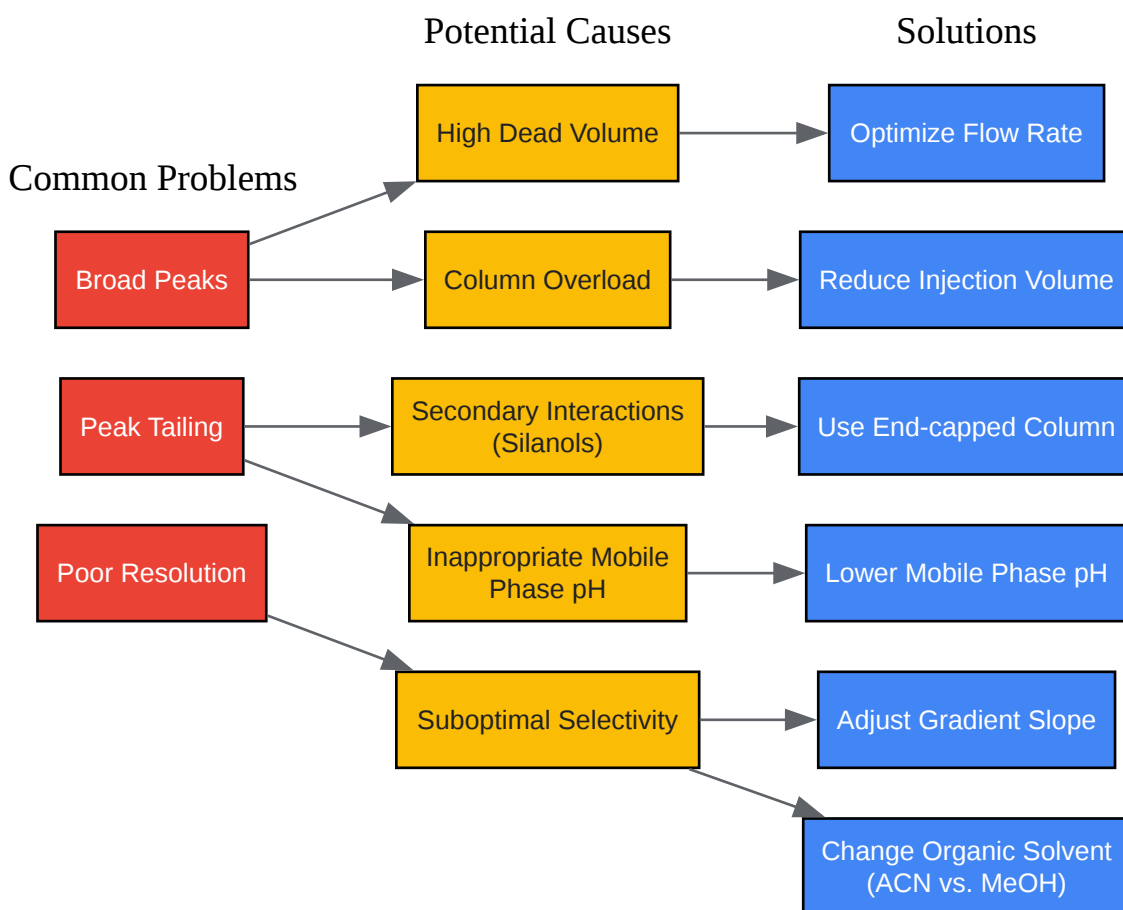 Potential Causes
Solutions
High Dead Volume
Optimize Flow Rate
Common Problems
Broad Peaks
Column Overload
Reduce Injection Volume
Peak Tailing
Secondary Interactions
(Silanols)
Use End-capped Column
Poor Resolution
Inappropriate Mobile
Phase pH
Lower Mobile Phase pH
Suboptimal Selectivity
Adjust Gradient Slope
Change Organic Solvent
(ACN vs. MeOH)